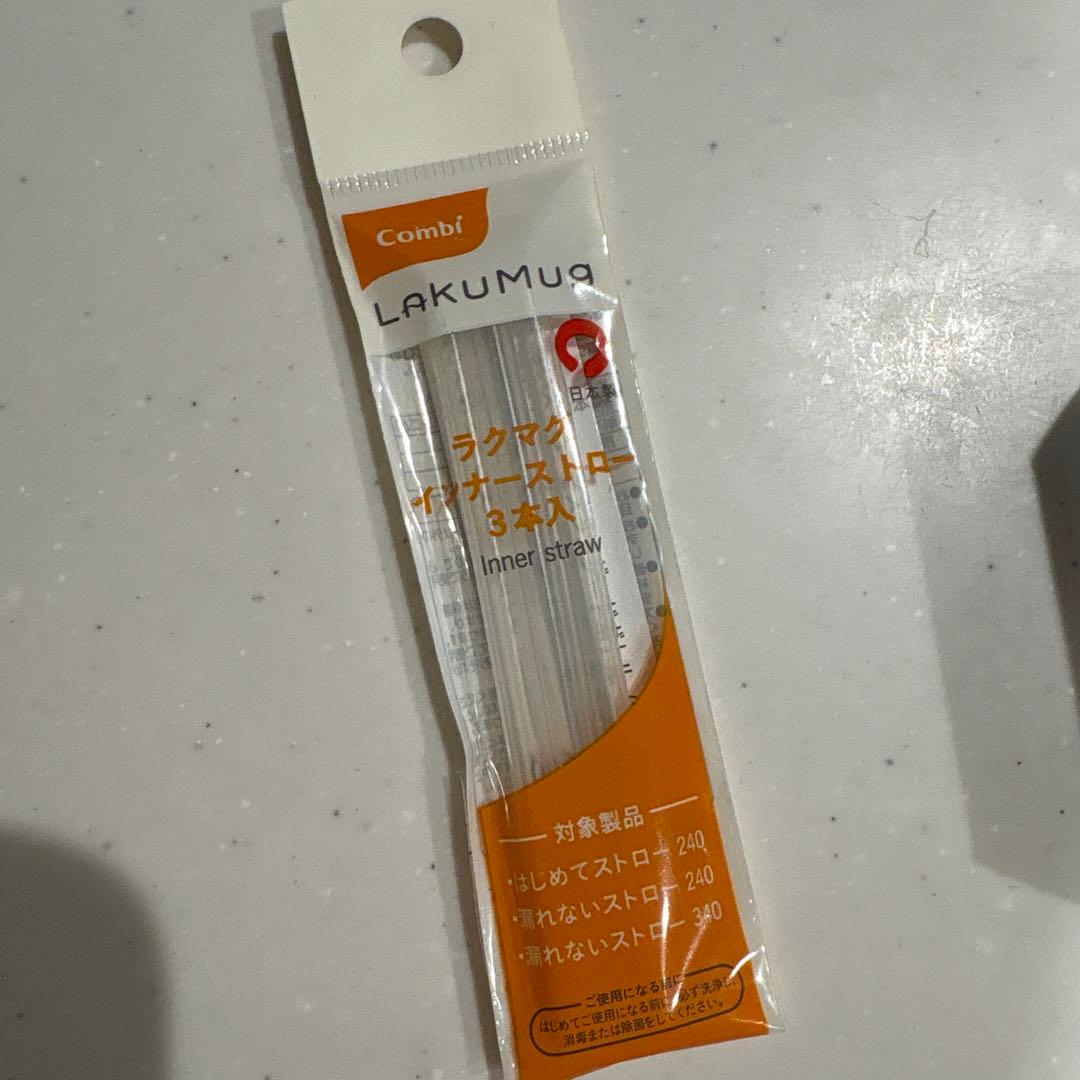 Combi
LAKUMUg
日本製
ラクマグ
インナーストロー
3本入
Inner straw
対象製品
・はじめてストロー 240
・漏れないストロー 240
・漏れないストロー 340
ご使用になる前に
はじめてご使用になる前に必ず洗浄し、
消毒または除菌をしてください。